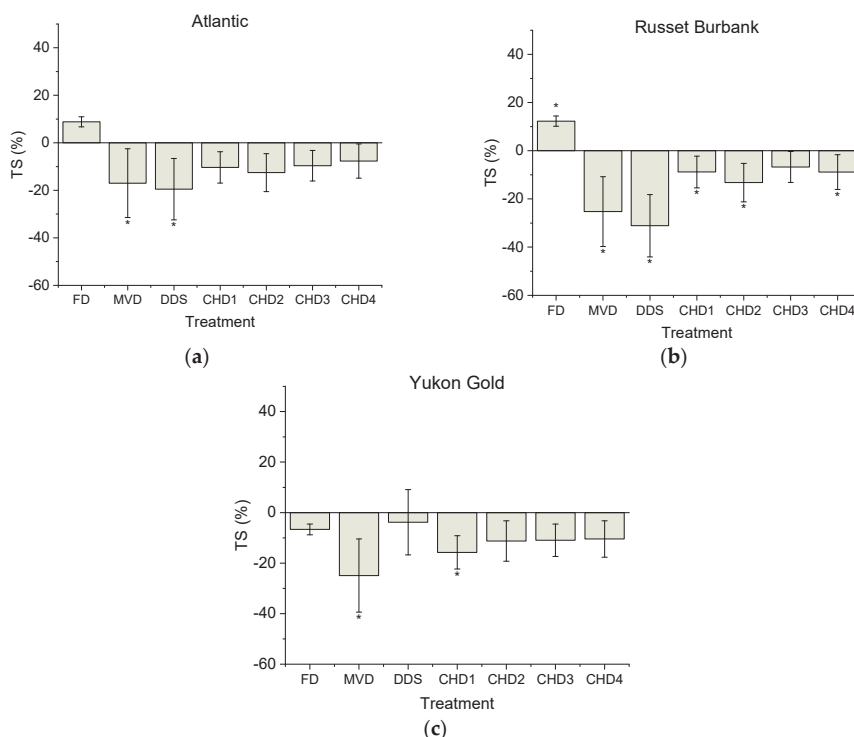 Atlantic
40
20
0
-20
-40
-60
TS (%)
*
*
FD MVD DDS CHD1 CHD2 CHD3 CHD4
Treatment
(a)
Russet Burbank
40
20
0
-20
-40
-60
TS (%)
*
*
*
*
*
*
FD MVD DDS CHD1 CHD2 CHD3 CHD4
Treatment
(b)
Yukon Gold
40
20
0
-20
-40
-60
TS (%)
*
*
FD MVD DDS CHD1 CHD2 CHD3 CHD4
Treatment
(c)